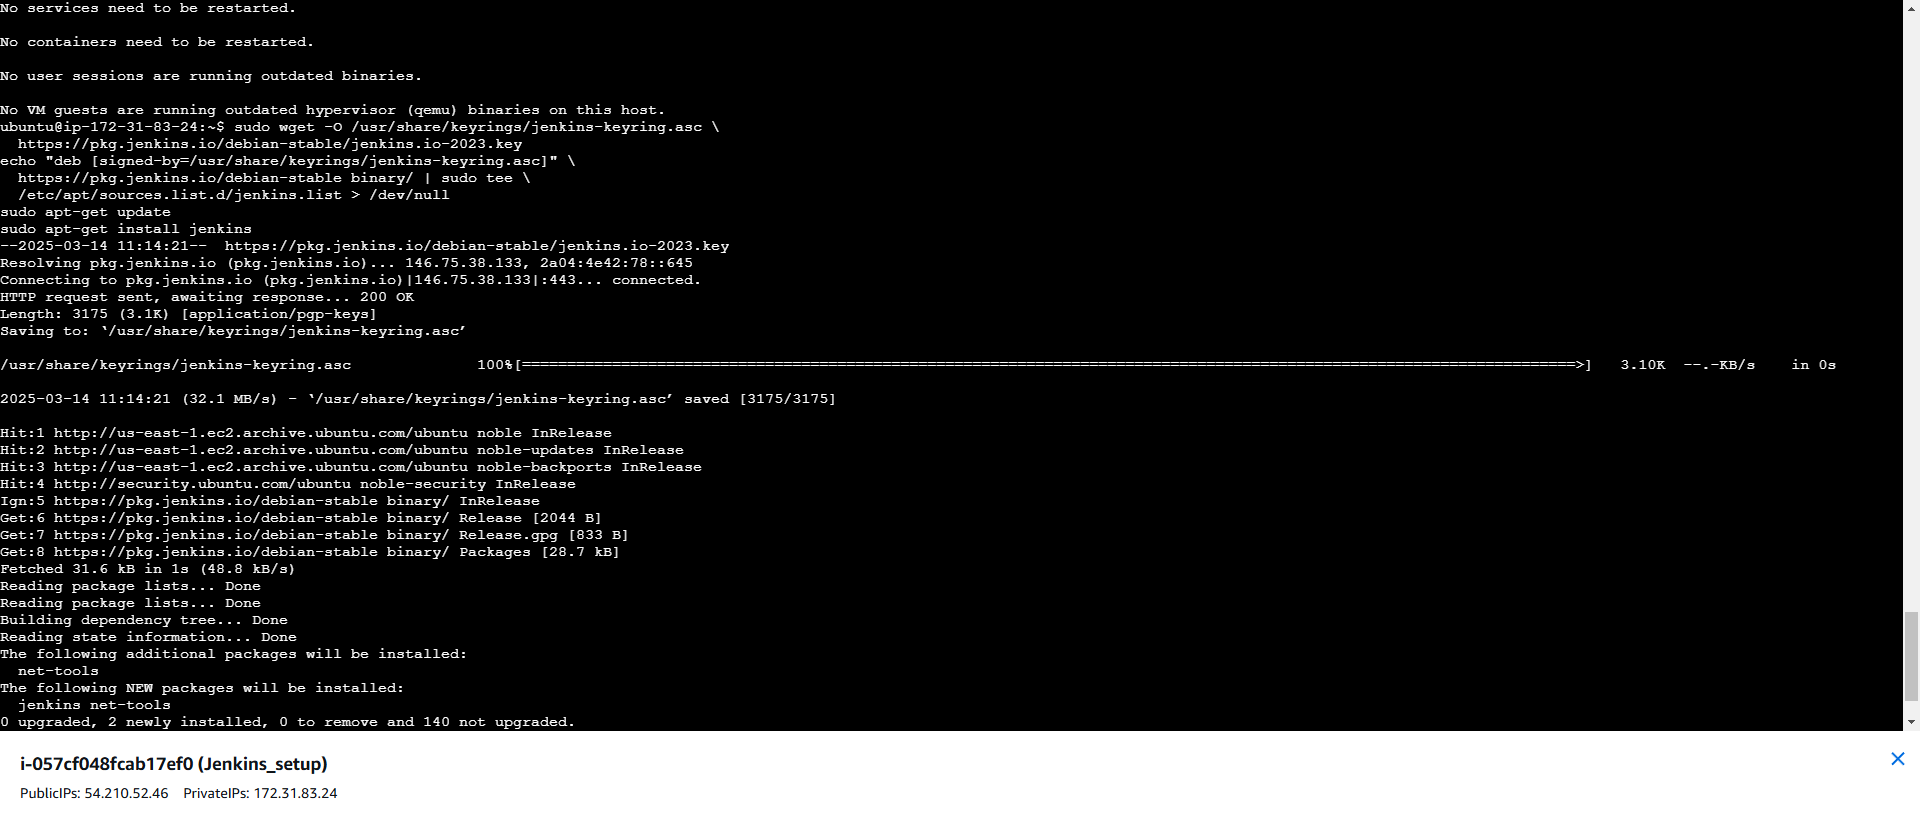 No services need to be restarted.
No containers need to be restarted.
No user sessions are running outdated binaries.
No VM guests are running outdated hypervisor (qemu) binaries on this host.
ubuntu@ip-172-31-83-24:~$ sudo wget -O /usr/share/keyrings/jenkins-keyring.asc \
  https://pkg.jenkins.io/debian-stable/jenkins.io-2023.key
echo "deb [signed-by=/usr/share/keyrings/jenkins-keyring.asc]" \
  https://pkg.jenkins.io/debian-stable binary/ | sudo tee \
  /etc/apt/sources.list.d/jenkins.list > /dev/null
sudo apt-get update
sudo apt-get install jenkins
--2025-03-14 11:14:21--  https://pkg.jenkins.io/debian-stable/jenkins.io-2023.key
Resolving pkg.jenkins.io (pkg.jenkins.io)... 146.75.38.133, 2a04:4e42:78::645
Connecting to pkg.jenkins.io (pkg.jenkins.io)|146.75.38.133|:443... connected.
HTTP request sent, awaiting response... 200 OK
Length: 3175 (3.1K) [application/pgp-keys]
Saving to: ‘/usr/share/keyrings/jenkins-keyring.asc’
/usr/share/keyrings/jenkins-keyring.asc 100%[=====================================================================================================================>] 3.10K --.-KB/s in 0s
2025-03-14 11:14:21 (32.1 MB/s) - ‘/usr/share/keyrings/jenkins-keyring.asc’ saved [3175/3175]
Hit:1 http://us-east-1.ec2.archive.ubuntu.com/ubuntu noble InRelease
Hit:2 http://us-east-1.ec2.archive.ubuntu.com/ubuntu noble-updates InRelease
Hit:3 http://us-east-1.ec2.archive.ubuntu.com/ubuntu noble-backports InRelease
Hit:4 http://security.ubuntu.com/ubuntu noble-security InRelease
Ign:5 https://pkg.jenkins.io/debian-stable binary/ InRelease
Get:6 https://pkg.jenkins.io/debian-stable binary/ Release [2044 B]
Get:7 https://pkg.jenkins.io/debian-stable binary/ Release.gpg [833 B]
Get:8 https://pkg.jenkins.io/debian-stable binary/ Packages [28.7 kB]
Fetched 31.6 kB in 1s (48.8 kB/s)
Reading package lists... Done
Reading package lists... Done
Building dependency tree... Done
Reading state information... Done
The following additional packages will be installed:
  net-tools
The following NEW packages will be installed:
  jenkins net-tools
0 upgraded, 2 newly installed, 0 to remove and 140 not upgraded.
i-057cf048fcab17ef0 (Jenkins_setup)
PublicIPs: 54.210.52.46 PrivateIPs: 172.31.83.24